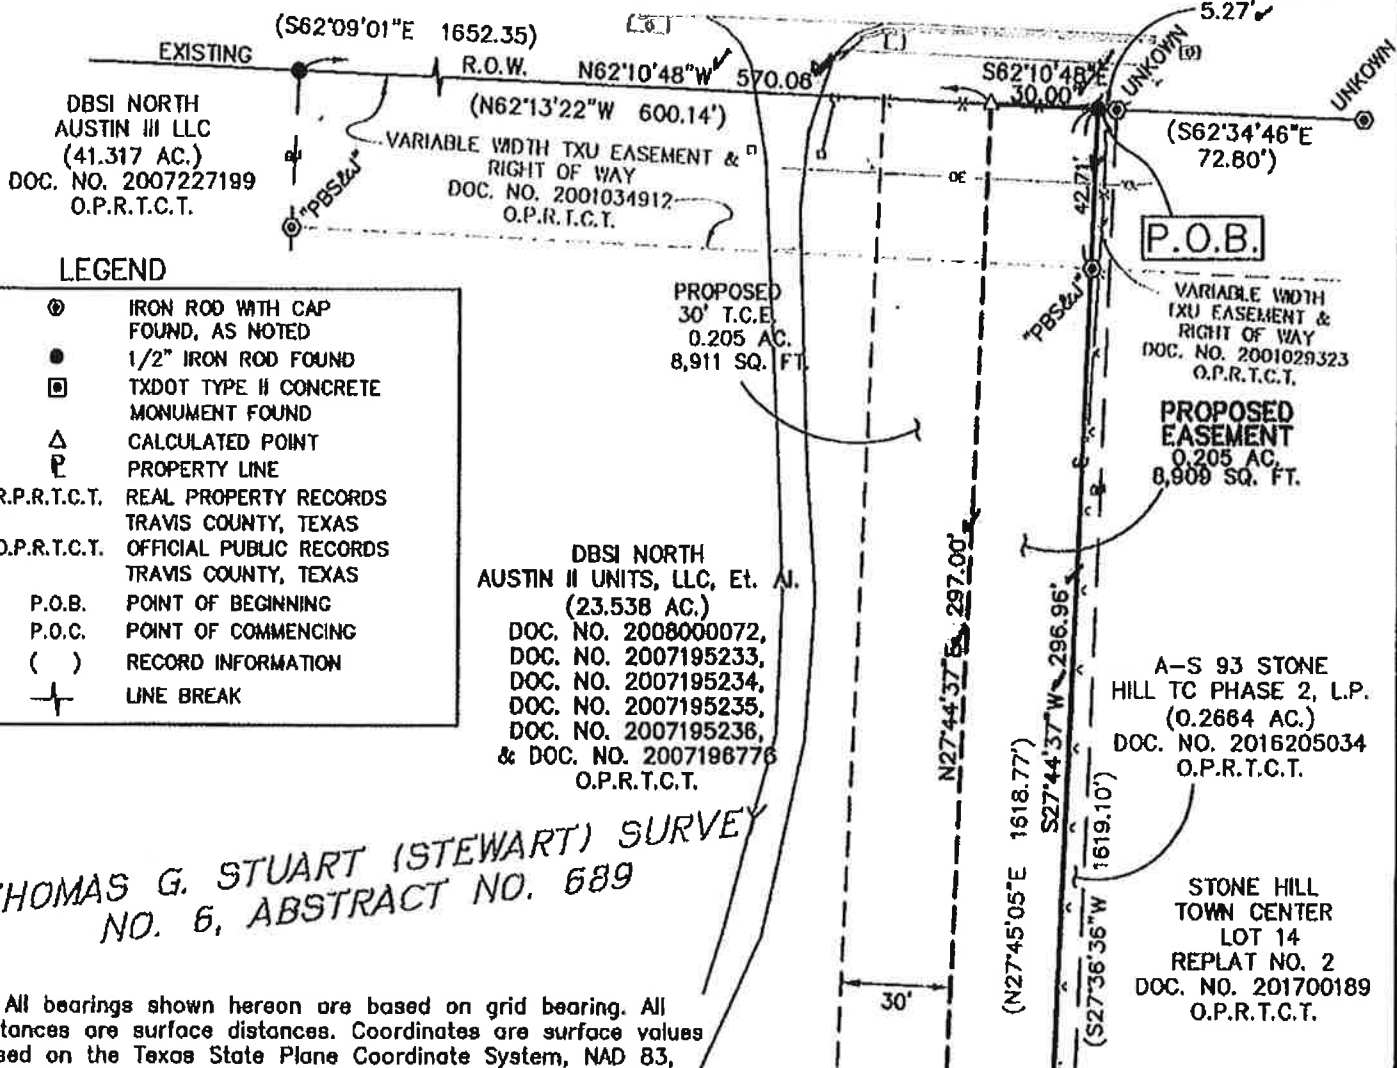 (S62°09'01"E 1652.35)
5.27'
EXISTING
R.O.W.
N62°10'48"W
570.06
S62°10'48"E
30.00'
UNKOWN
UNKOWN
(N62°13'22"W 600.14')
(S62°34'46"E
72.80')
DBSI NORTH
AUSTIN III LLC
(41.317 AC.)
DOC. NO. 2007227199
O.P.R.T.C.T.
"PBS&J"
VARIABLE WIDTH TXU EASEMENT &
RIGHT OF WAY
DOC. NO. 2001034912
O.P.R.T.C.T.
OE
42.71'
P.O.B.
"PBS&J"
VARIABLE WIDTH
TXU EASEMENT &
RIGHT OF WAY
DOC. NO. 2001029323
O.P.R.T.C.T.
LEGEND
IRON ROD WITH CAP
FOUND, AS NOTED
1/2" IRON ROD FOUND
TXDOT TYPE II CONCRETE
MONUMENT FOUND
CALCULATED POINT
PROPERTY LINE
R.P.R.T.C.T. REAL PROPERTY RECORDS
TRAVIS COUNTY, TEXAS
O.P.R.T.C.T. OFFICIAL PUBLIC RECORDS
TRAVIS COUNTY, TEXAS
P.O.B. POINT OF BEGINNING
P.O.C. POINT OF COMMENCING
( ) RECORD INFORMATION
LINE BREAK
PROPOSED
30' T.C.E.
0.205 AC.
8,911 SQ. FT.
PROPOSED
EASEMENT
0.205 AC.
8,909 SQ. FT.
DBSI NORTH
AUSTIN II UNITS, LLC, Et. Al.
(23.538 AC.)
DOC. NO. 2008000072,
DOC. NO. 2007195233,
DOC. NO. 2007195234,
DOC. NO. 2007195235,
DOC. NO. 2007195236,
& DOC. NO. 2007196776
O.P.R.T.C.T.
N27°44'37"E 297.00'
(N27°45'05"E 1618.77')
S27°44'37"W 296.96'
(S27°36'36"W 1619.10')
A-S 93 STONE
HILL TC PHASE 2, L.P.
(0.2664 AC.)
DOC. NO. 2016205034
O.P.R.T.C.T.
STONE HILL
TOWN CENTER
LOT 14
REPLAT NO. 2
DOC. NO. 201700189
O.P.R.T.C.T.
HOMAS G. STUART (STEWART) SURVE
NO. 6, ABSTRACT NO. 689
30'
All bearings shown hereon are based on grid bearing. All
tances are surface distances. Coordinates are surface values
sed on the Texas State Plane Coordinate System, NAD 83,